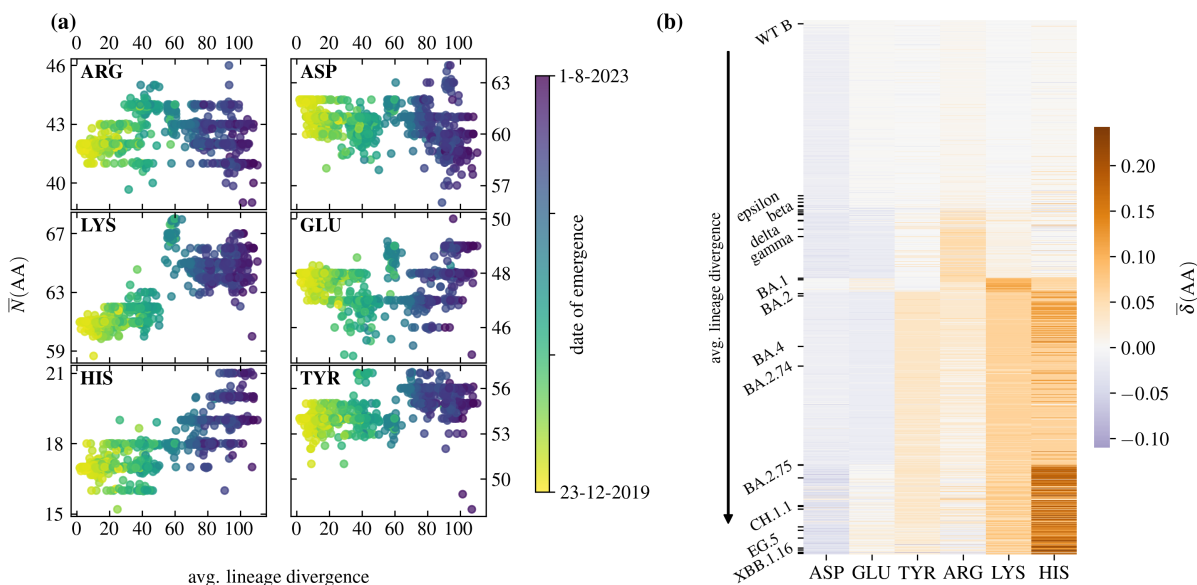 (a)
0 20 40 60 80 100
0 20 40 60 80 100
ARG
46
43
40
ASP
63
60
58
56
LYS
67
63
59
GLU
50
48
46
HIS
21
18
15
TYR
56
53
50
0 20 40 60 80 100
0 20 40 60 80 100
N(AA)
avg. lineage divergence
1-8-2023
date of emergence
23-12-2019
(b)
WT B
epsilon
beta
delta
gamma
BA.1
BA.2
BA.4
BA.2.74
BA.2.75
CH.1.1
EG.5
XBB.1.16
avg. lineage divergence
ASP GLU TYR ARG LYS HIS
0.20
0.15
0.10
0.05
0.00
−0.05
−0.10
δ(AA)